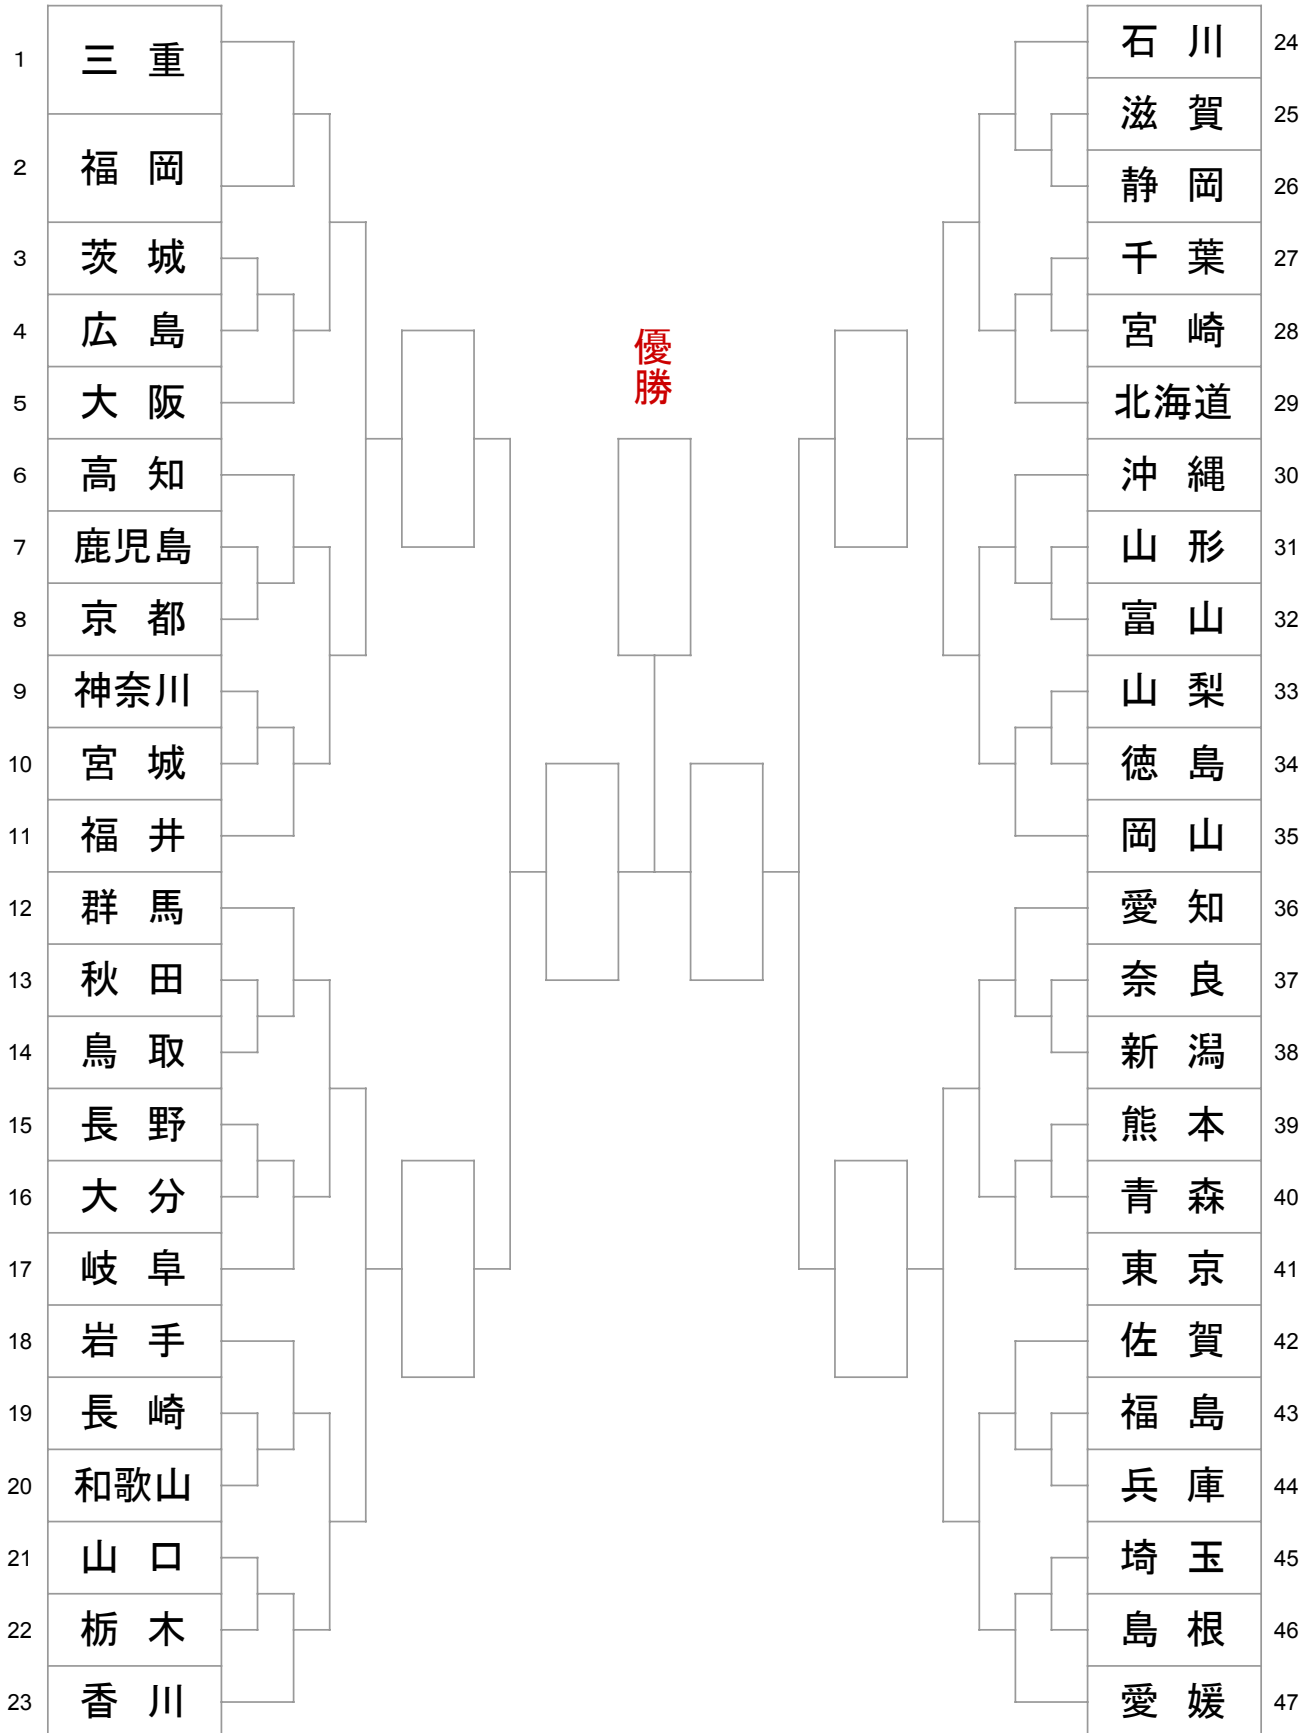 1 三重
2 福岡
3 茨城
4 広島
5 大阪
6 高知
7 鹿児島
8 京都
9 神奈川
10 宮城
11 福井
12 群馬
13 秋田
14 鳥取
15 長野
16 大分
17 岐阜
18 岩手
19 長崎
20 和歌山
21 山口
22 栃木
23 香川
優勝
石川 24
滋賀 25
静岡 26
千葉 27
宮崎 28
北海道 29
沖縄 30
山形 31
富山 32
山梨 33
徳島 34
岡山 35
愛知 36
奈良 37
新潟 38
熊本 39
青森 40
東京 41
佐賀 42
福島 43
兵庫 44
埼玉 45
島根 46
愛媛 47